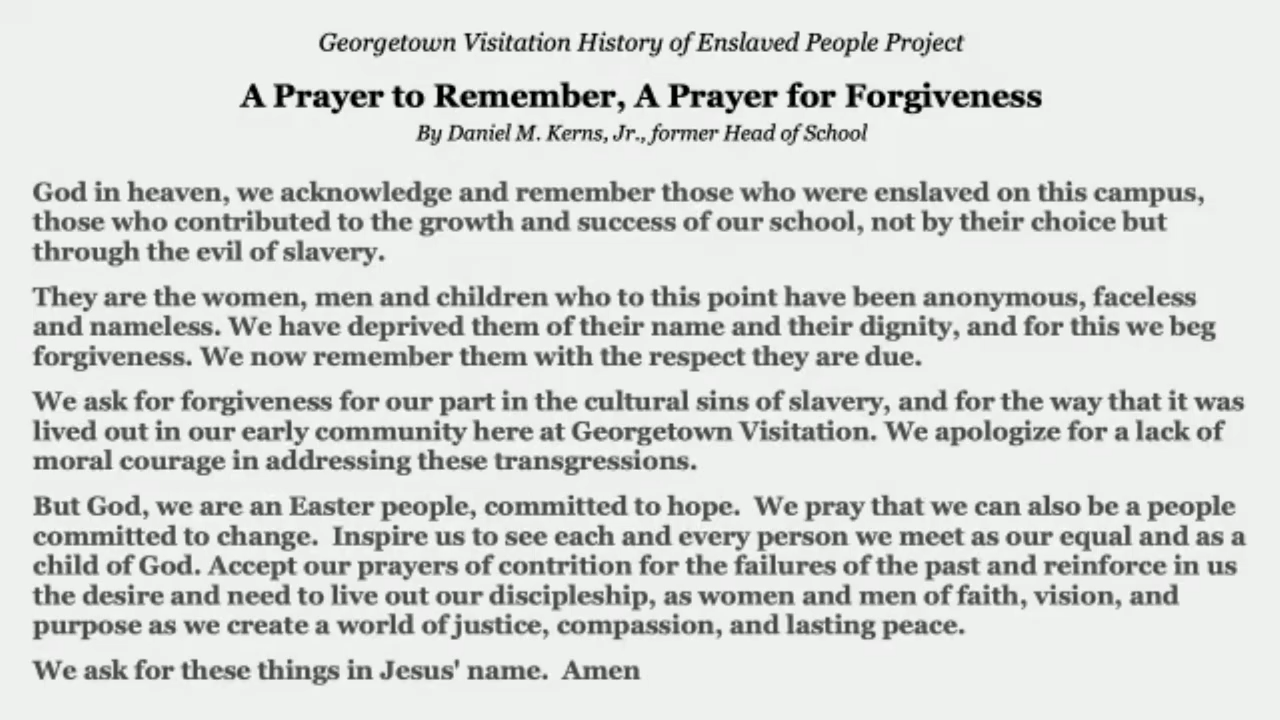 Georgetown Visitation History of Enslaved People Project
A Prayer to Remember, A Prayer for Forgiveness
By Daniel M. Kerns, Jr., former Head of School
God in heaven, we acknowledge and remember those who were enslaved on this campus,
those who contributed to the growth and success of our school, not by their choice but
through the evil of slavery.
They are the women, men and children who to this point have been anonymous, faceless
and nameless. We have deprived them of their name and their dignity, and for this we beg
forgiveness. We now remember them with the respect they are due.
We ask for forgiveness for our part in the cultural sins of slavery, and for the way that it was
lived out in our early community here at Georgetown Visitation. We apologize for a lack of
moral courage in addressing these transgressions.
But God, we are an Easter people, committed to hope.  We pray that we can also be a people
committed to change.  Inspire us to see each and every person we meet as our equal and as a
child of God. Accept our prayers of contrition for the failures of the past and reinforce in us
the desire and need to live out our discipleship, as women and men of faith, vision, and
purpose as we create a world of justice, compassion, and lasting peace.
We ask for these things in Jesus' name.  Amen